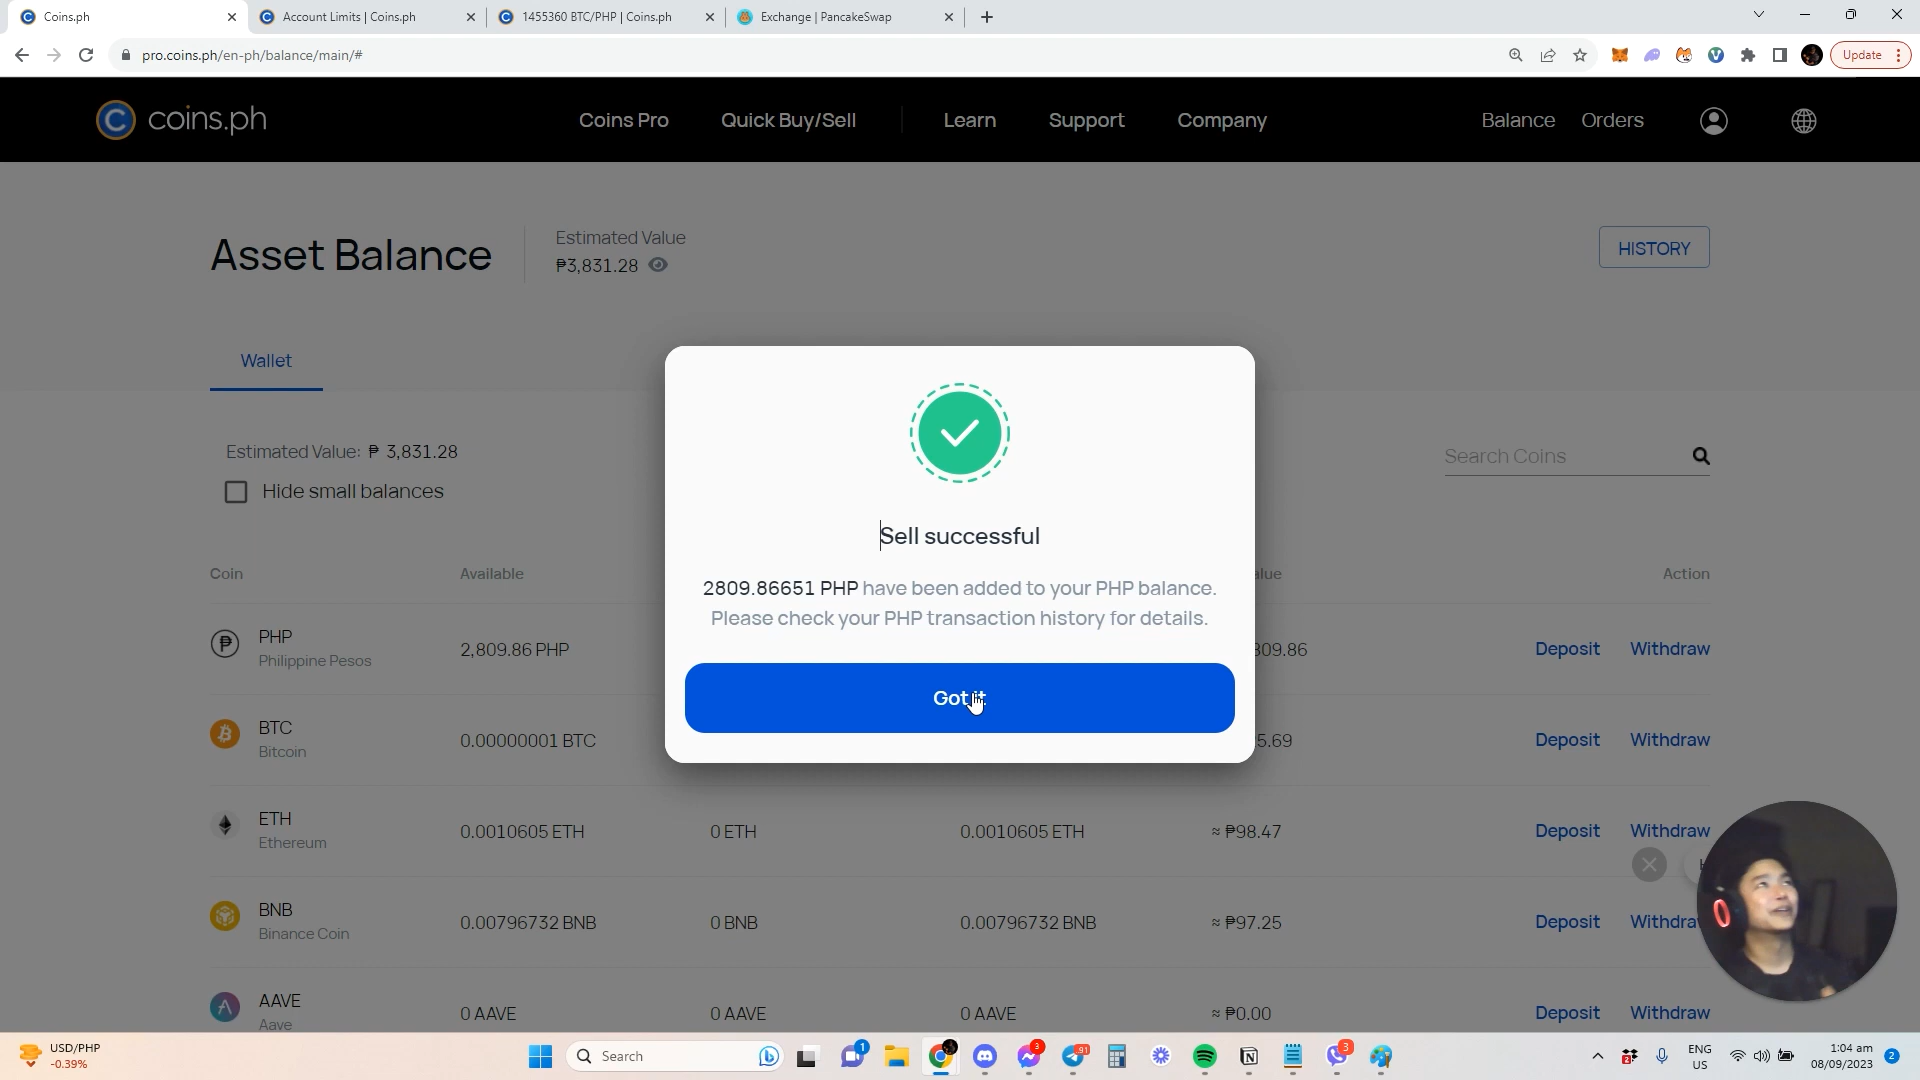 Coins.ph
Account Limits | Coins.ph
1455360 BTC/PHP | Coins.ph
Exchange | PancakeSwap
pro.coins.ph/en-ph/balance/main/#
Update
coins.ph
Coins Pro
Quick Buy/Sell
Learn
Support
Company
Balance
Orders
Asset Balance
Estimated Value
₱3,831.28
HISTORY
Wallet
Estimated Value: ₱ 3,831.28
Hide small balances
Search Coins
Sell successful
2809.86651 PHP have been added to your PHP balance.
Please check your PHP transaction history for details.
Got it
Coin
Available
Action
PHP
Philippine Pesos
2,809.86 PHP
809.86
Deposit
Withdraw
BTC
Bitcoin
0.00000001 BTC
5.69
Deposit
Withdraw
ETH
Ethereum
0.0010605 ETH
0 ETH
0.0010605 ETH
≈ ₱98.47
Deposit
Withdraw
BNB
Binance Coin
0.00796732 BNB
0 BNB
0.00796732 BNB
≈ ₱97.25
Deposit
Withdra
AAVE
Aave
0 AAVE
0 AAVE
0 AAVE
≈ ₱0.00
Deposit
Withdraw
USD/PHP
-0.39%
Search
1
3
91
3
ENG
US
1:04 am
08/09/2023
2